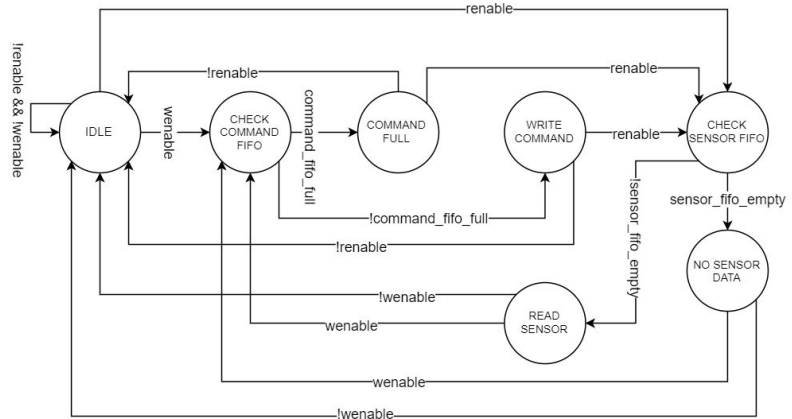 renable
!renable && !wenable
!renable
renable
IDLE
wenable
CHECK
COMMAND
FIFO
command_fifo_full
COMMAND
FULL
WRITE
COMMAND
renable
CHECK
SENSOR FIFO
!command_fifo_full
!sensor_fifo_empty
sensor_fifo_empty
!renable
NO SENSOR
DATA
!wenable
READ
SENSOR
wenable
wenable
!wenable